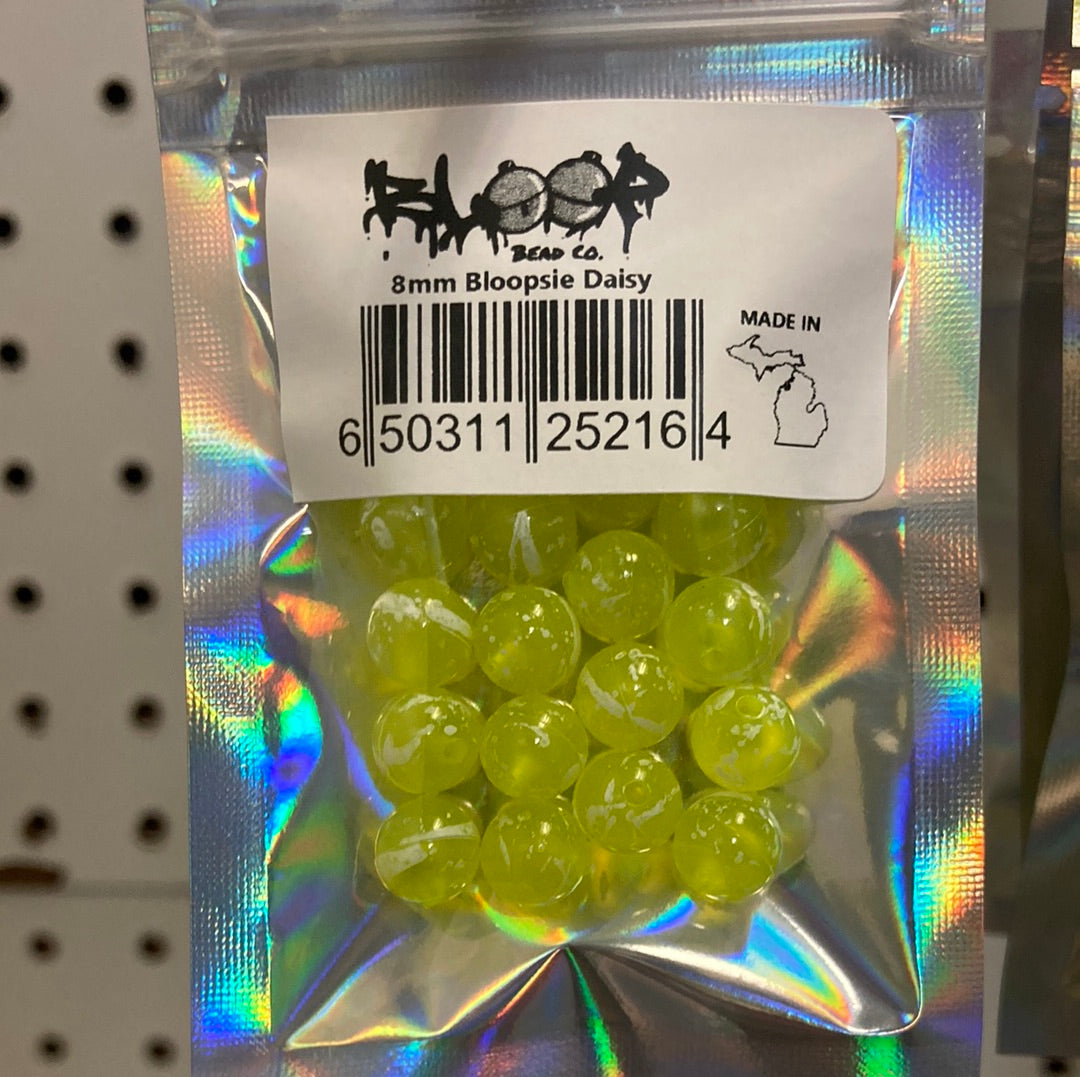 BLOOP
BEAD CO.
8mm Bloopsie Daisy
MADE IN
6 50311 25216 4